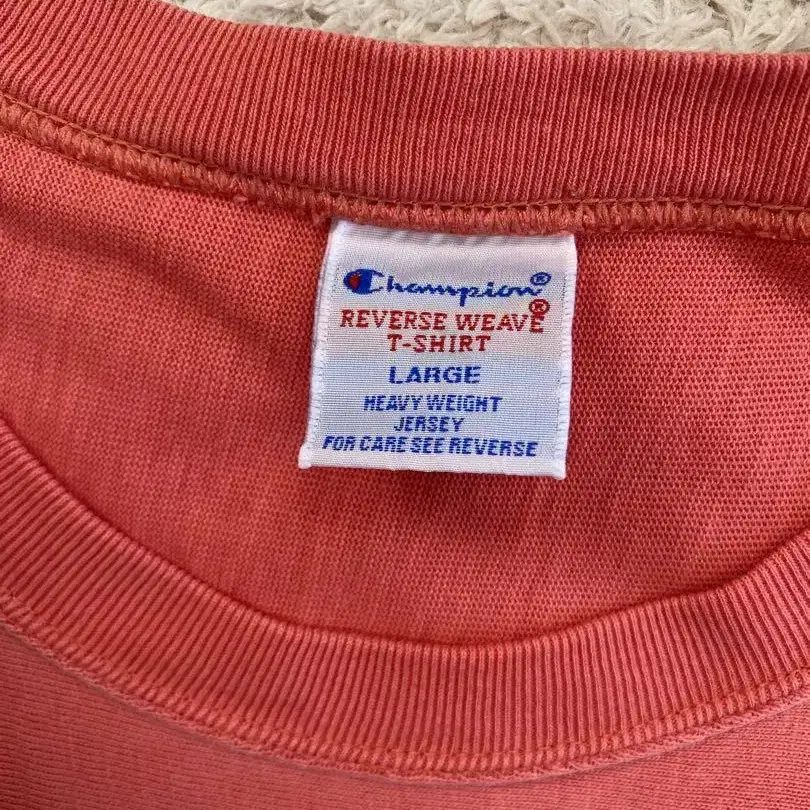 Champion®
REVERSE WEAVE®
T-SHIRT
LARGE
HEAVY WEIGHT
JERSEY
FOR CARE SEE REVERSE